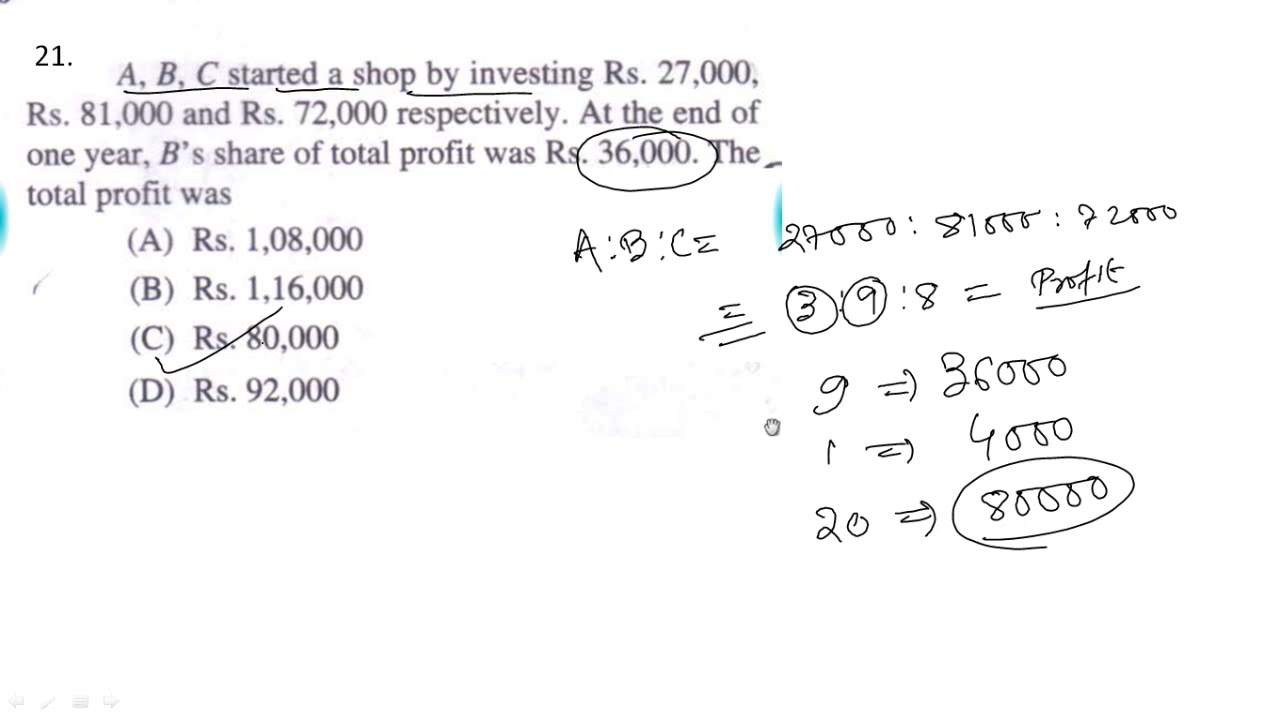 21.
A, B, C started a shop by investing Rs. 27,000,
Rs. 81,000 and Rs. 72,000 respectively. At the end of
one year, B's share of total profit was Rs. 36,000. The
total profit was
(A) Rs. 1,08,000
(B) Rs. 1,16,000
(C) Rs. 80,000
(D) Rs. 92,000
A:B:C = 27000 : 81000 : 72000
= 3 : 9 : 8 = Profit
9 ⇒ 36000
1 ⇒ 4000
20 ⇒ 80000